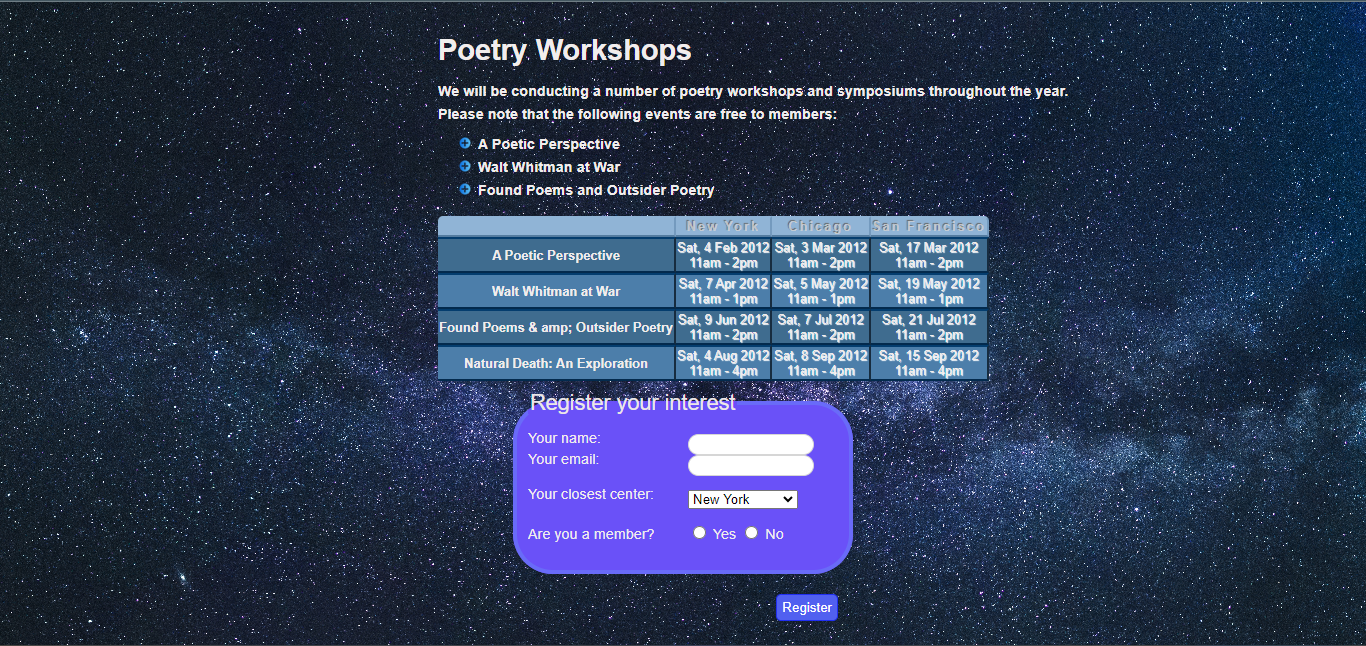 Poetry Workshops
We will be conducting a number of poetry workshops and symposiums throughout the year.
Please note that the following events are free to members:
A Poetic Perspective
Walt Whitman at War
Found Poems and Outsider Poetry
New York Chicago San Francisco
A Poetic Perspective Sat, 4 Feb 2012 Sat, 3 Mar 2012 Sat, 17 Mar 2012
11am - 2pm 11am - 2pm 11am - 2pm
Walt Whitman at War Sat, 7 Apr 2012 Sat, 5 May 2012 Sat, 19 May 2012
11am - 1pm 11am - 1pm 11am - 1pm
Found Poems & amp; Outsider Poetry Sat, 9 Jun 2012 Sat, 7 Jul 2012 Sat, 21 Jul 2012
11am - 2pm 11am - 2pm 11am - 2pm
Natural Death: An Exploration Sat, 4 Aug 2012 Sat, 8 Sep 2012 Sat, 15 Sep 2012
11am - 4pm 11am - 4pm 11am - 4pm
Register your interest
Your name:
Your email:
Your closest center: New York
Are you a member? Yes No
Register